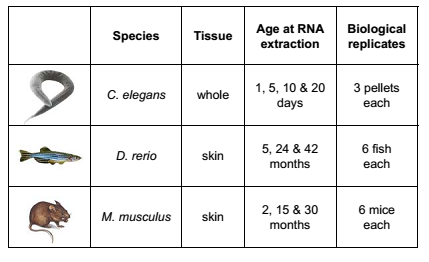 Species
Tissue
Age at RNA
extraction
Biological
replicates
C. elegans
whole
1, 5, 10 & 20
days
3 pellets
each
D. rerio
skin
5, 24 & 42
months
6 fish
each
M. musculus
skin
2, 15 & 30
months
6 mice
each